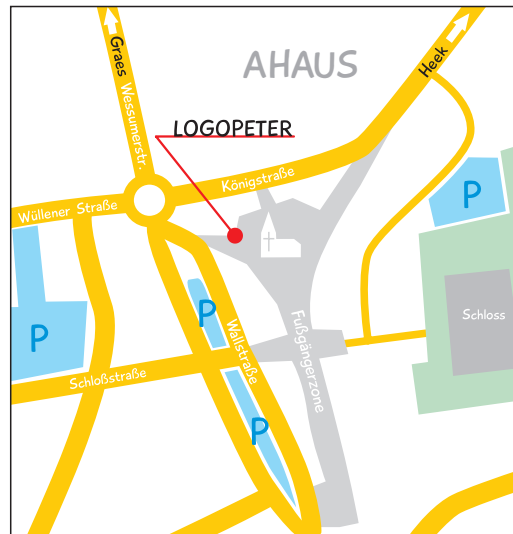 AHAUS
Graes
Wessumerstr.
Heek
LOGOPETER
Königstraße
Wüllener Straße
P
Schloss
P
P
Wallstraße
Fußgängerzone
Schloßstraße
P